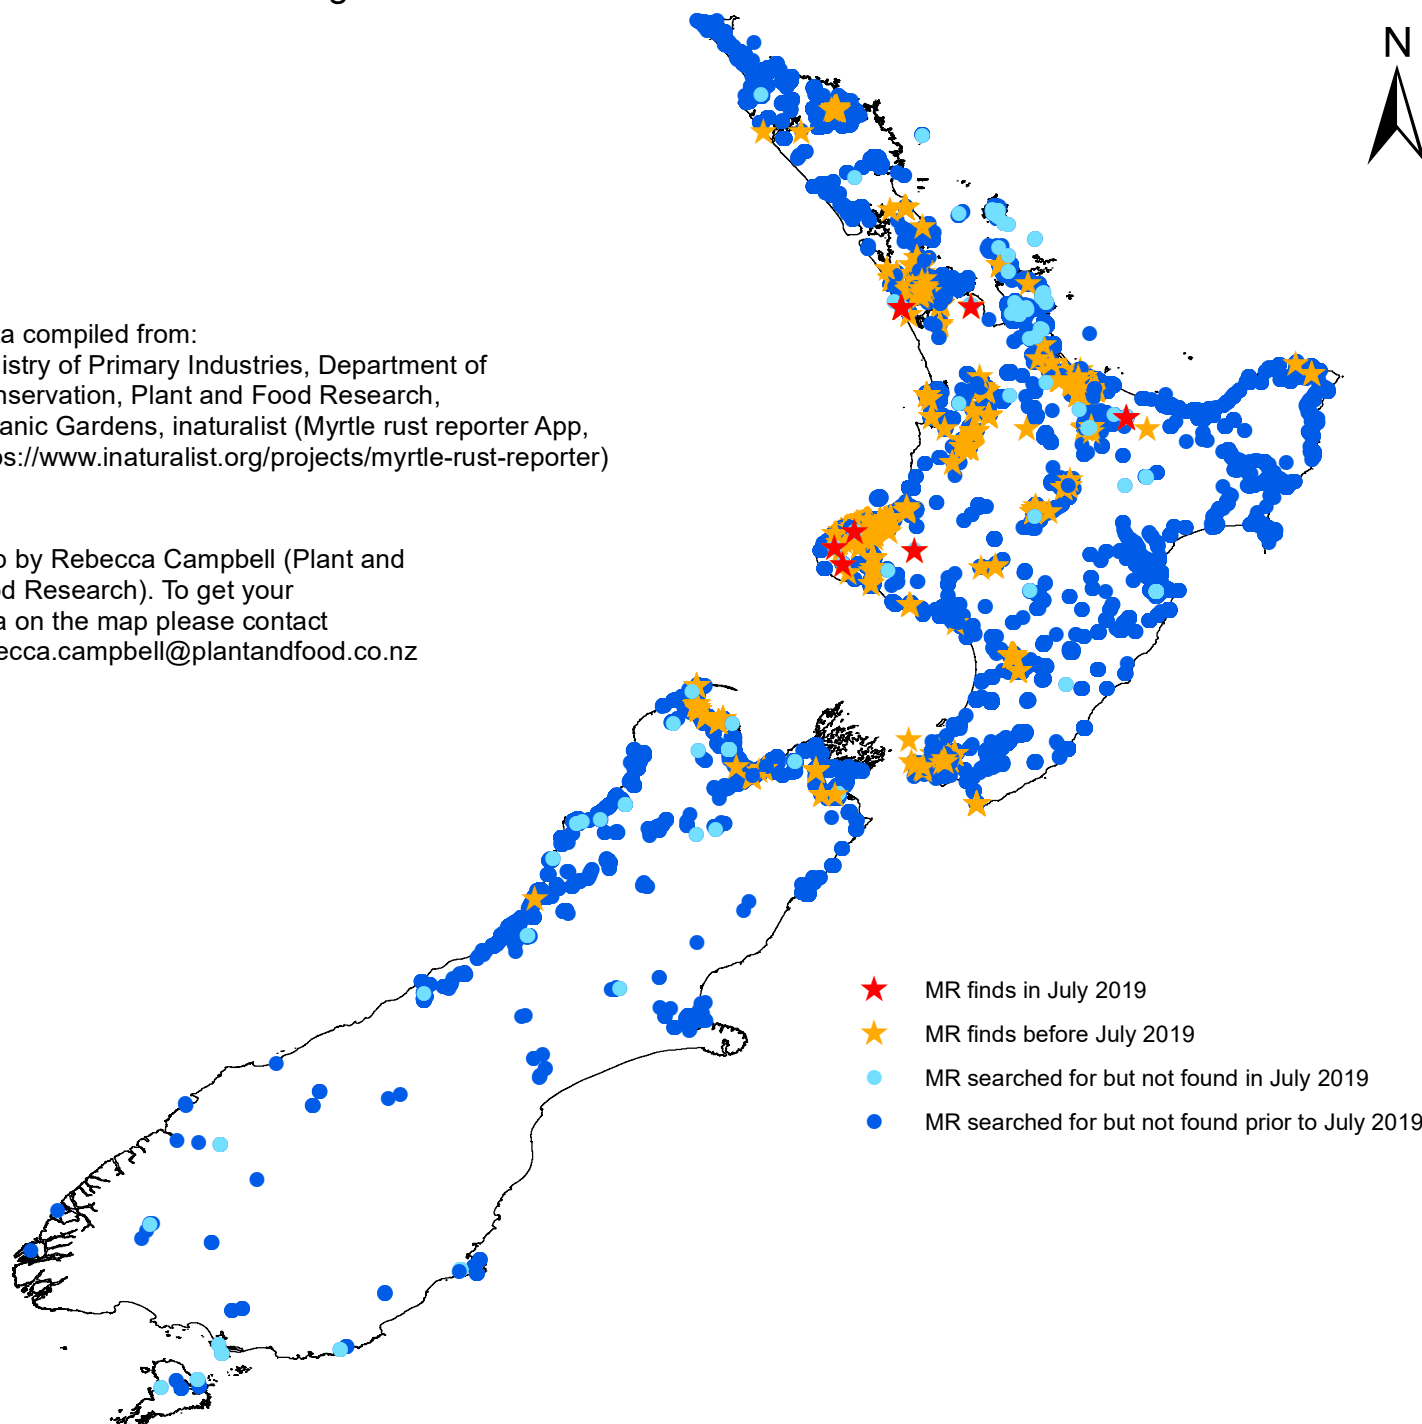 N
a compiled from:
istry of Primary Industries, Department of
nservation, Plant and Food Research,
anic Gardens, inaturalist (Myrtle rust reporter App,
ps://www.inaturalist.org/projects/myrtle-rust-reporter)
o by Rebecca Campbell (Plant and
d Research). To get your
a on the map please contact
ecca.campbell@plantandfood.co.nz
MR finds in July 2019
MR finds before July 2019
MR searched for but not found in July 2019
MR searched for but not found prior to July 2019